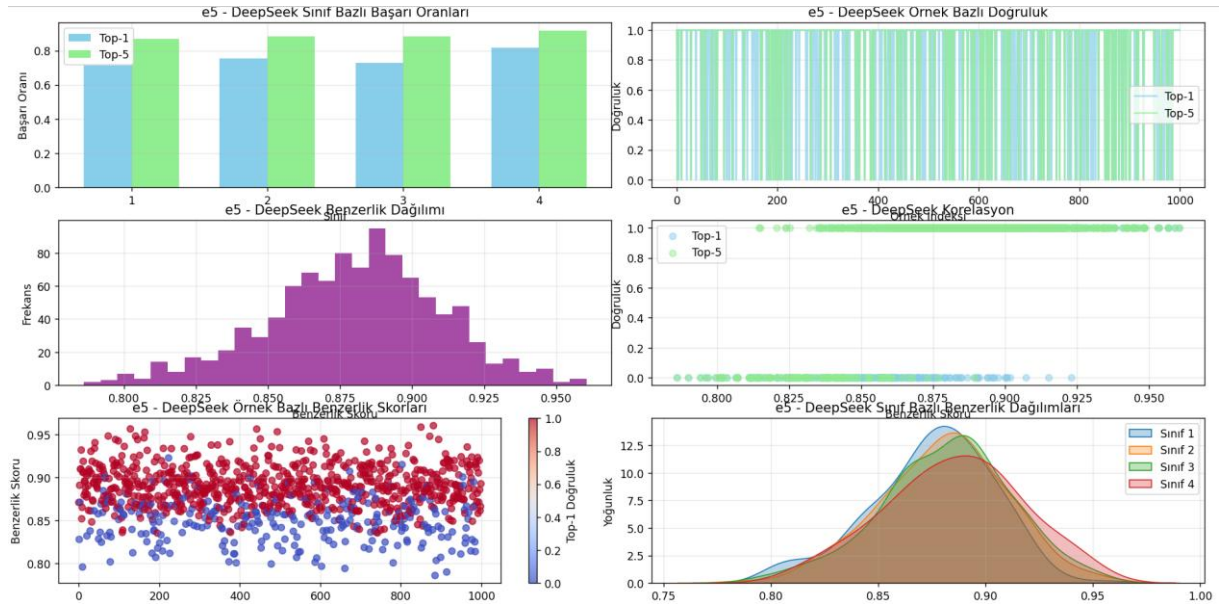 e5 - DeepSeek Sınıf Bazlı Başarı Oranları
Başarı Oranı
0.8
0.6
0.4
0.2
0.0
Top-1
Top-5
1 2 3 4
Sınıf
e5 - DeepSeek Örnek Bazlı Doğruluk
Doğruluk
1.0
0.8
0.6
0.4
0.2
0.0
Top-1
Top-5
0 200 400 600 800 1000
Örnek İndeksi
e5 - DeepSeek Benzerlik Dağılımı
Frekans
80
60
40
20
0
0.800 0.825 0.850 0.875 0.900 0.925 0.950
Benzerlik Skoru
e5 - DeepSeek Korelasyon
Doğruluk
1.0
0.8
0.6
0.4
0.2
0.0
Top-1
Top-5
0.800 0.825 0.850 0.875 0.900 0.925 0.950
Benzerlik Skoru
e5 - DeepSeek Örnek Bazlı Benzerlik Skorları
Benzerlik Skoru
0.95
0.90
0.85
0.80
0 200 400 600 800 1000
1.0
0.8
0.6
0.4
0.2
0.0
Top-1 Doğruluk
e5 - DeepSeek Sınıf Bazlı Benzerlik Dağılımları
Yoğunluk
12.5
10.0
7.5
5.0
2.5
0.0
Sınıf 1
Sınıf 2
Sınıf 3
Sınıf 4
0.75 0.80 0.85 0.90 0.95 1.00